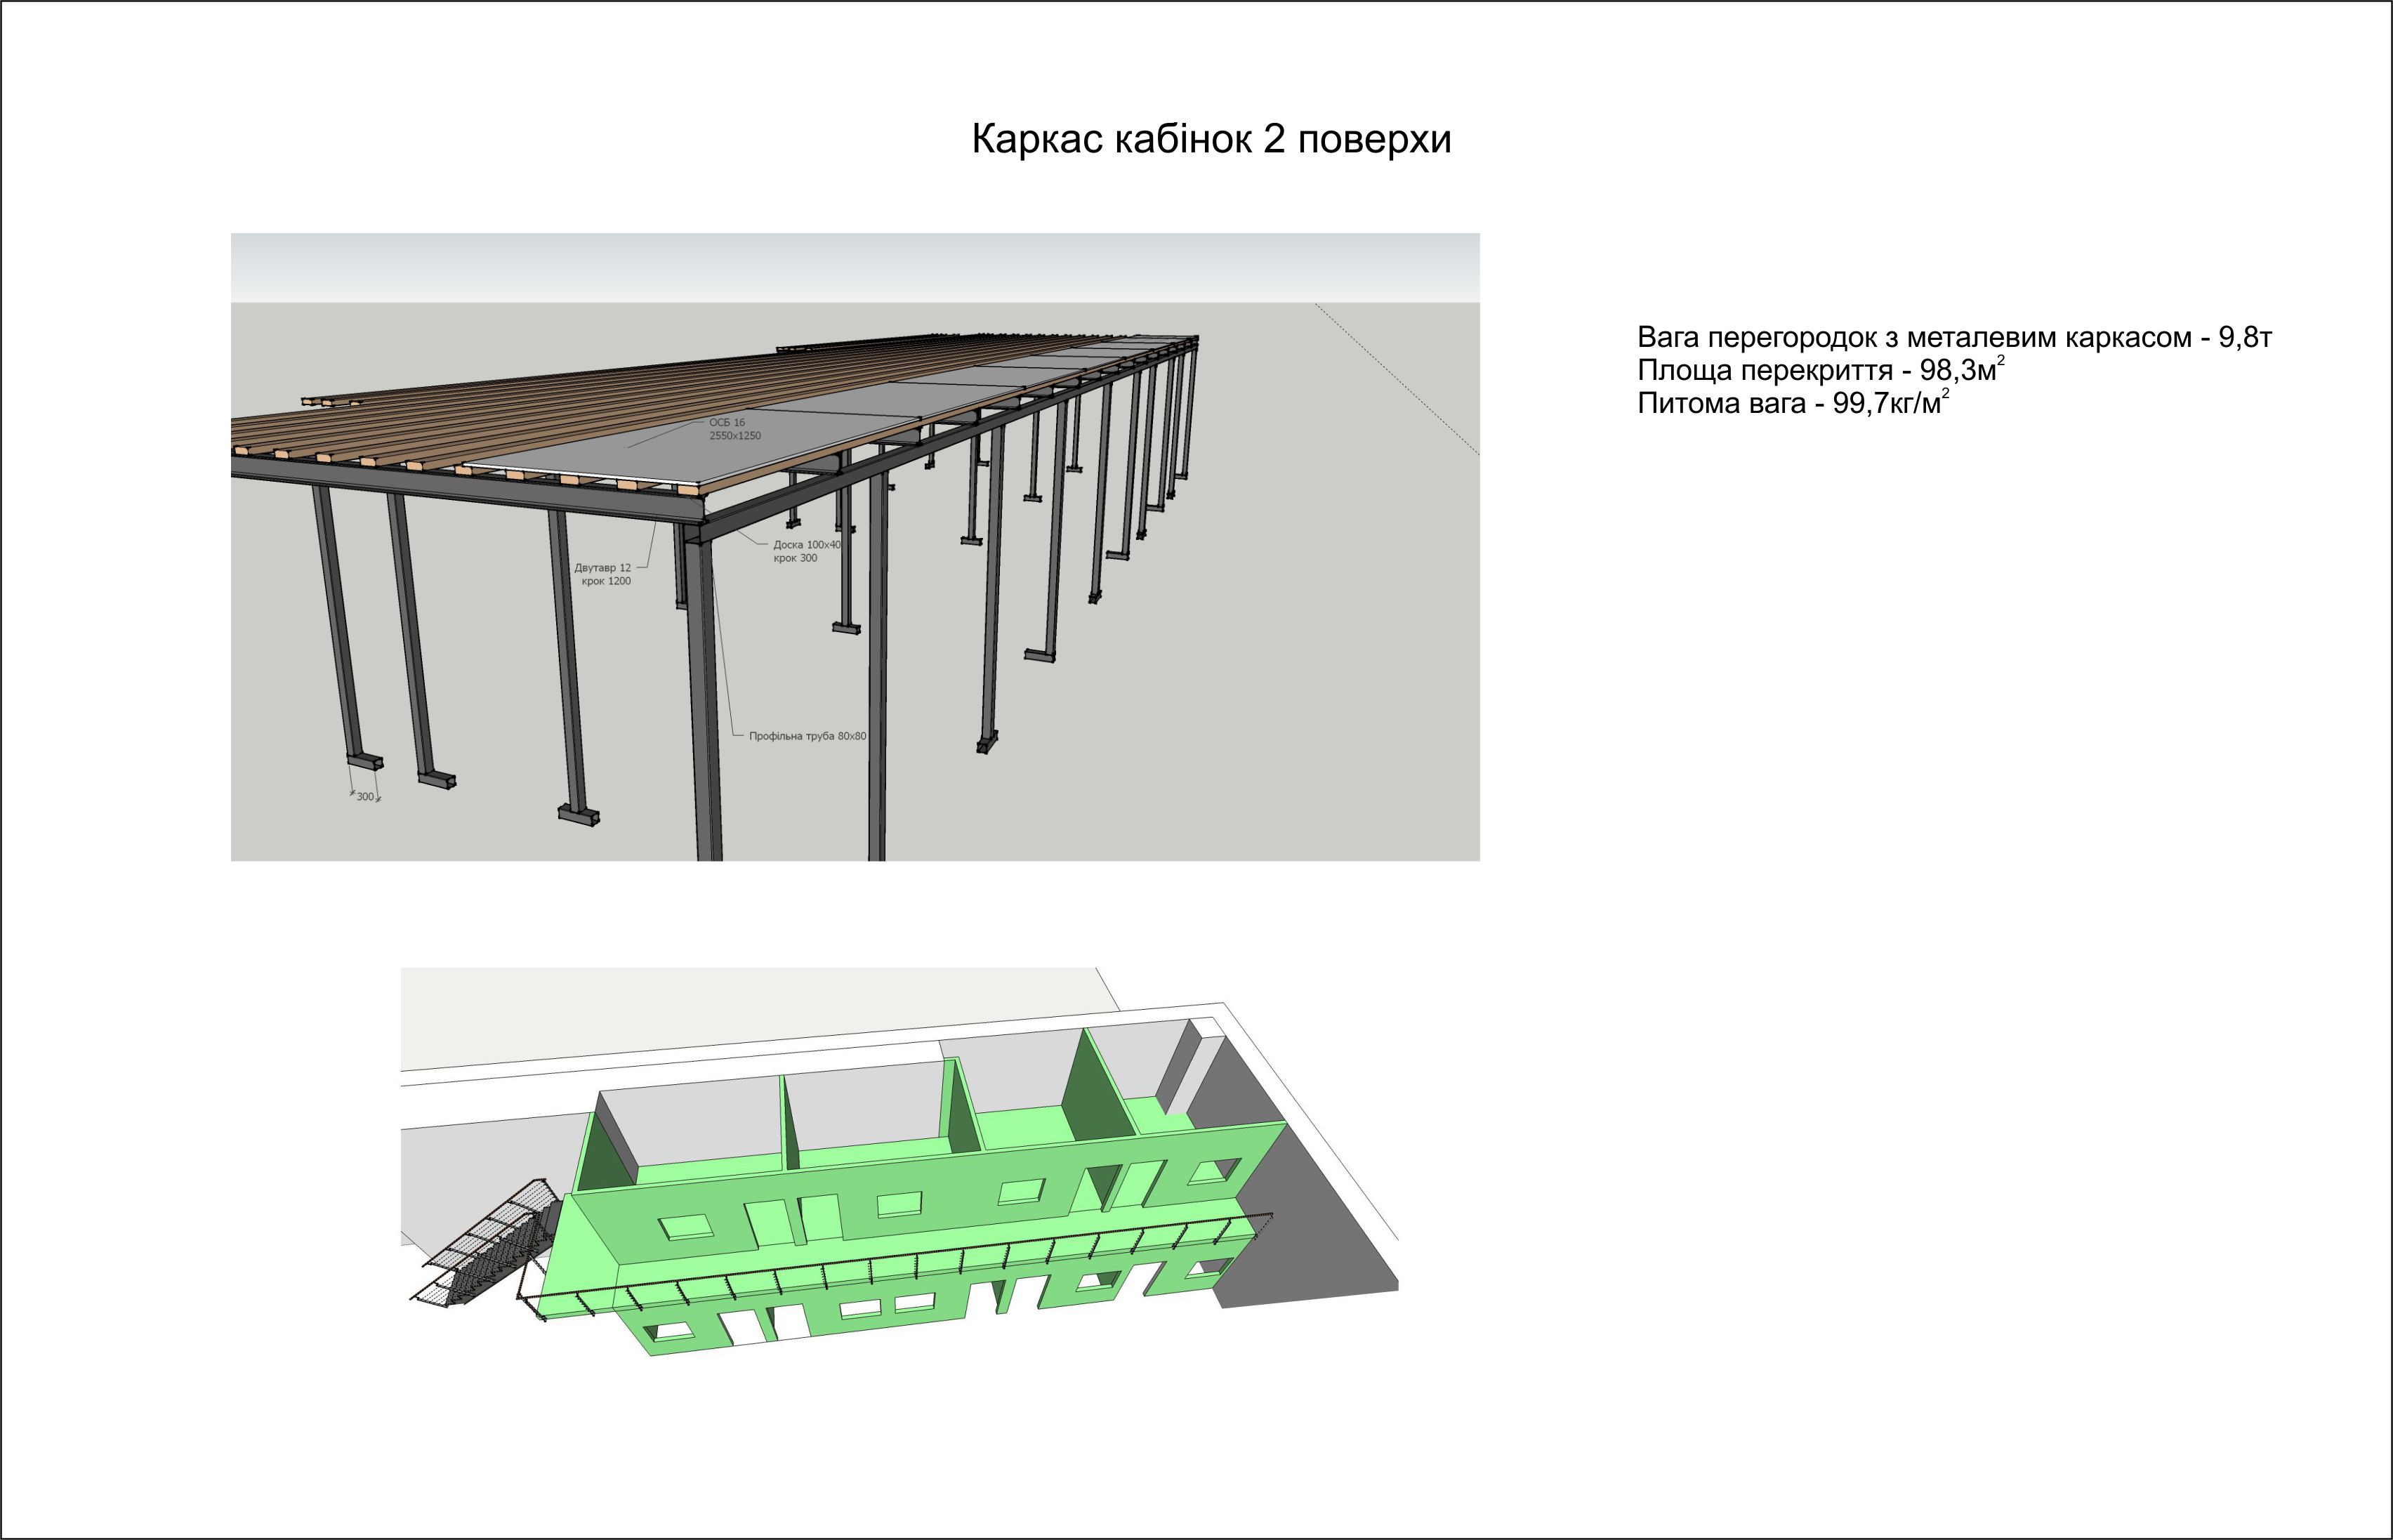 Каркас кабінок 2 поверхи
Вага перегородок з металевим каркасом - 9,8т
Площа перекриття - 98,3м²
Питома вага - 99,7кг/м²
ОСБ 16
2550х1250
Доска 100х40
крок 300
Двутавр 12
крок 1200
Профільна труба 80х80
300